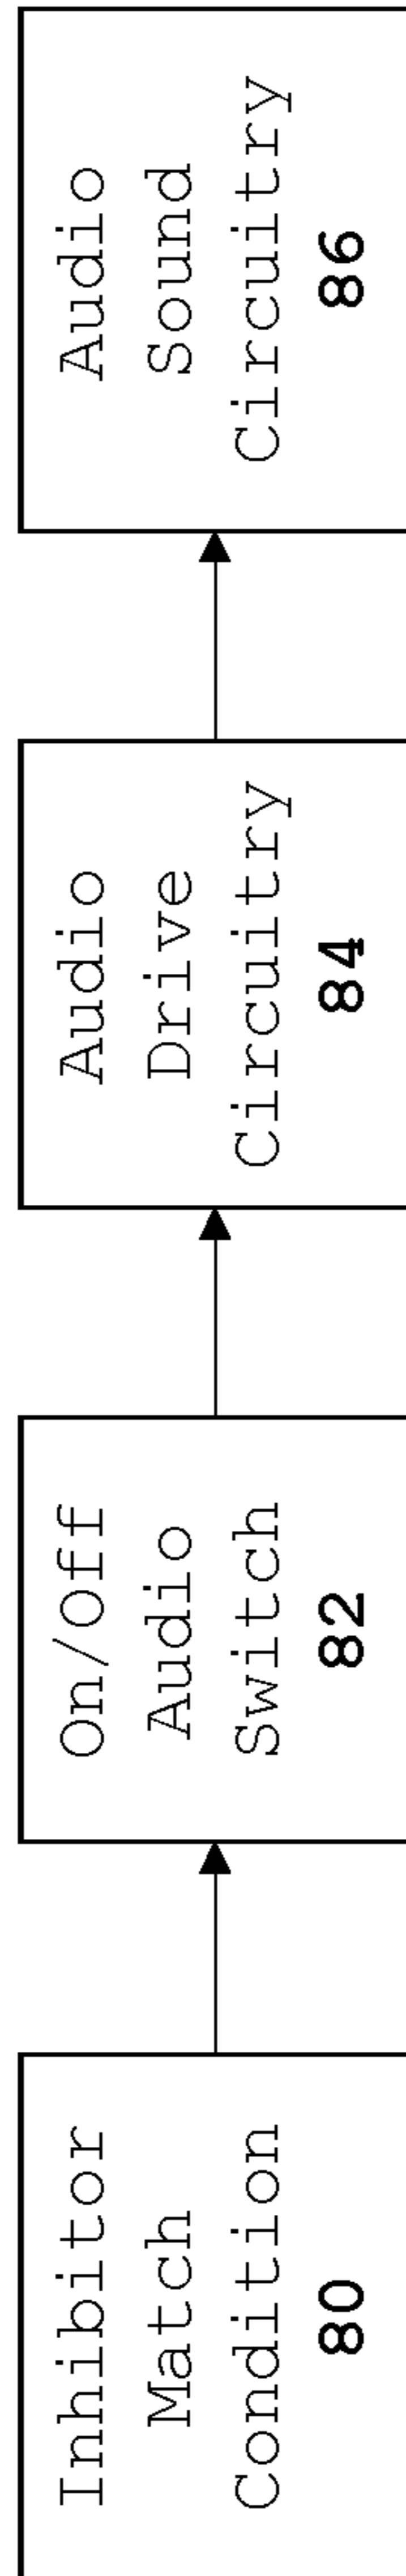 Inhibitor
Match
Condition
80
On/Off
Audio
Switch
82
Audio
Drive
Circuitry
84
Audio
Sound
Circuitry
86